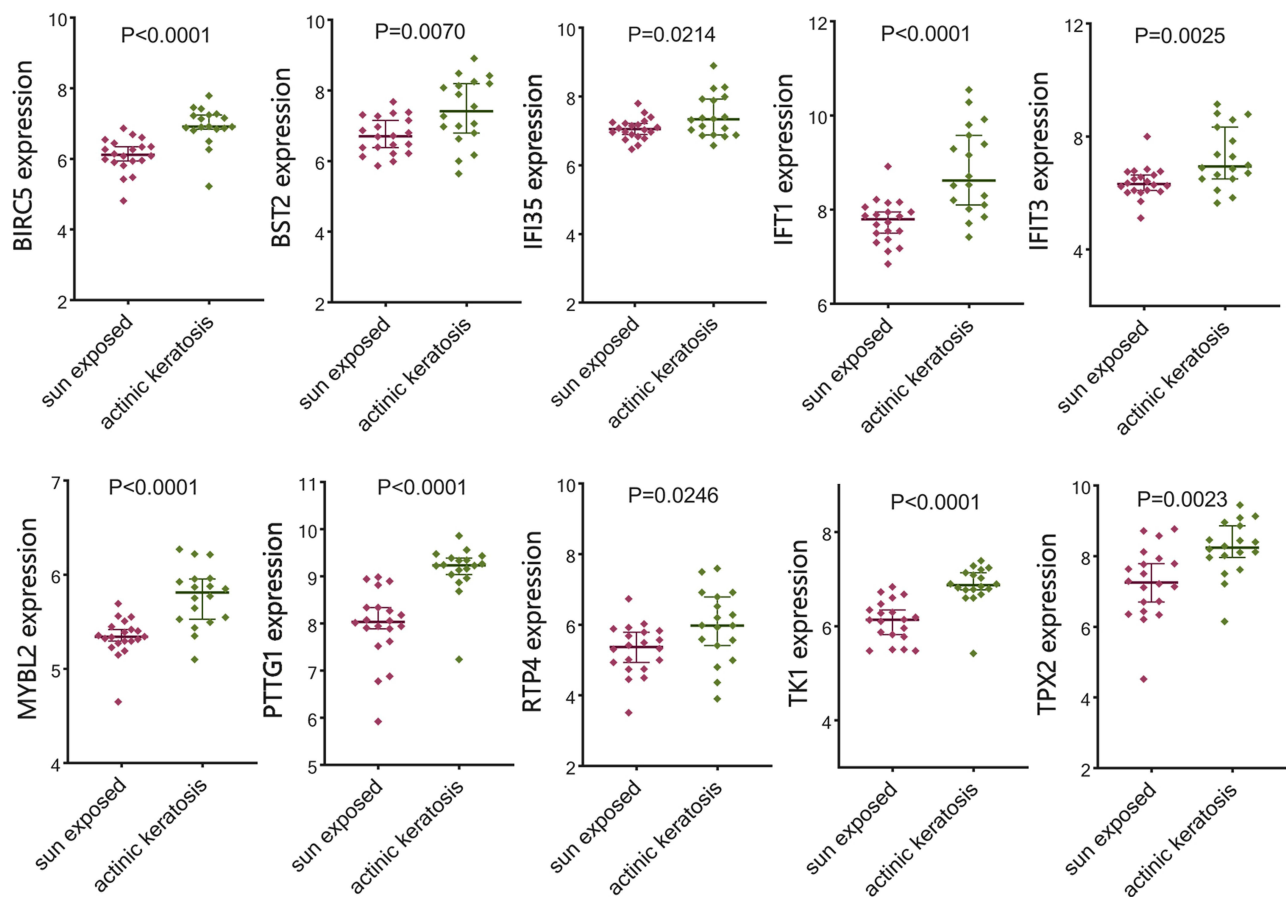 BIRC5 expression
10
8
6
4
2
P<0.0001
sun exposed
actinic keratosis
BST2 expression
10
8
6
4
2
P=0.0070
sun exposed
actinic keratosis
IFI35 expression
10
8
6
4
2
P=0.0214
sun exposed
actinic keratosis
IFT1 expression
12
10
8
6
P<0.0001
sun exposed
actinic keratosis
IFIT3 expression
12
8
4
P=0.0025
sun exposed
actinic keratosis
MYBL2 expression
7
6
5
4
P<0.0001
sun exposed
actinic keratosis
PTTG1 expression
11
10
9
8
7
6
5
P<0.0001
sun exposed
actinic keratosis
RTP4 expression
10
8
6
4
2
P=0.0246
sun exposed
actinic keratosis
TK1 expression
8
6
4
P<0.0001
sun exposed
actinic keratosis
TPX2 expression
10
8
6
4
2
P=0.0023
sun exposed
actinic keratosis